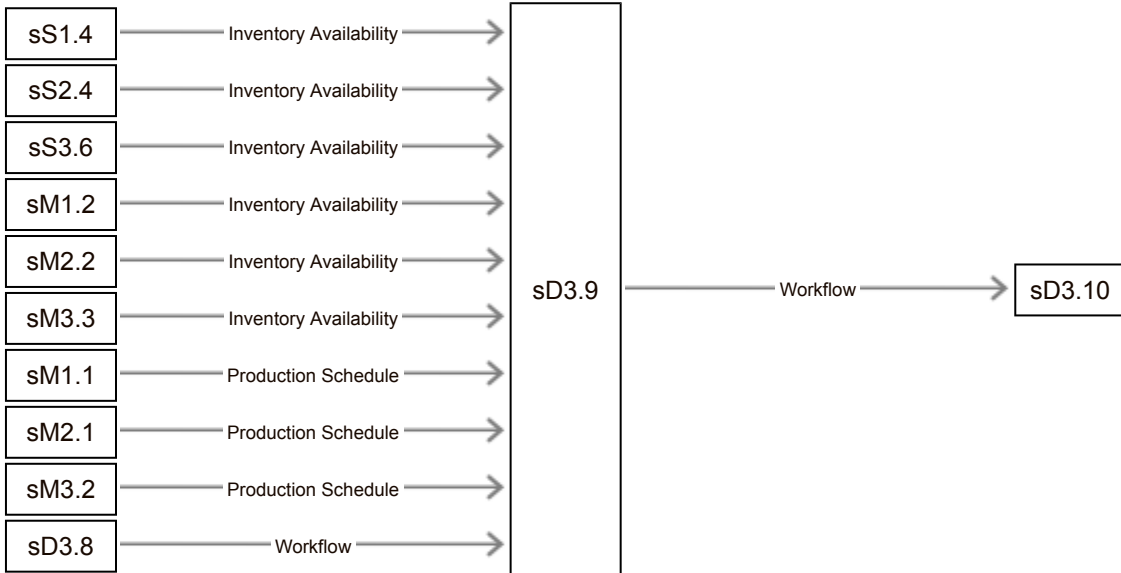 sS1.4 Inventory Availability
sS2.4 Inventory Availability
sS3.6 Inventory Availability
sM1.2 Inventory Availability
sM2.2 Inventory Availability
sD3.9 Workflow sD3.10
sM3.3 Inventory Availability
sM1.1 Production Schedule
sM2.1 Production Schedule
sM3.2 Production Schedule
sD3.8 Workflow